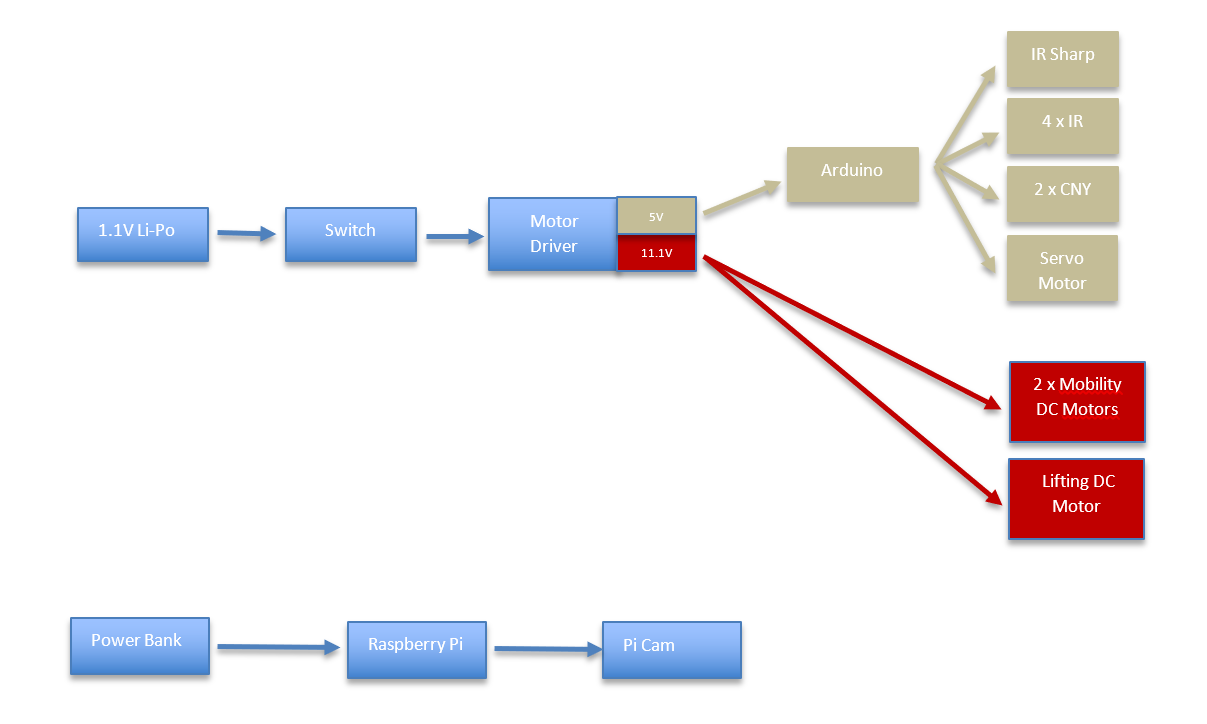 IR Sharp
4 x IR
Arduino
2 x CNY
1.1V Li-Po
Switch
Motor
Driver
5V
11.1V
Servo
Motor
2 x Mobility
DC Motors
Lifting DC
Motor
Power Bank
Raspberry Pi
Pi Cam